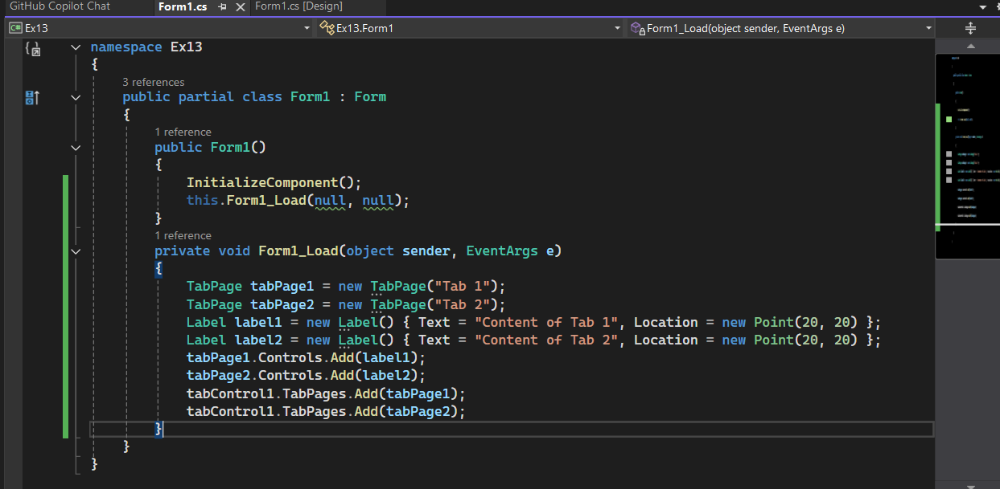 GitHub Copilot Chat Form1.cs Form1.cs [Design]
C# Ex13 Ex13.Form1 Form1_Load(object sender, EventArgs e)
namespace Ex13
{
3 references
public partial class Form1 : Form
{
1 reference
public Form1()
{
InitializeComponent();
this.Form1_Load(null, null);
}
1 reference
private void Form1_Load(object sender, EventArgs e)
{
TabPage tabPage1 = new TabPage("Tab 1");
TabPage tabPage2 = new TabPage("Tab 2");
Label label1 = new Label() { Text = "Content of Tab 1", Location = new Point(20, 20) };
Label label2 = new Label() { Text = "Content of Tab 2", Location = new Point(20, 20) };
tabPage1.Controls.Add(label1);
tabPage2.Controls.Add(label2);
tabControl1.TabPages.Add(tabPage1);
tabControl1.TabPages.Add(tabPage2);
}
}
}